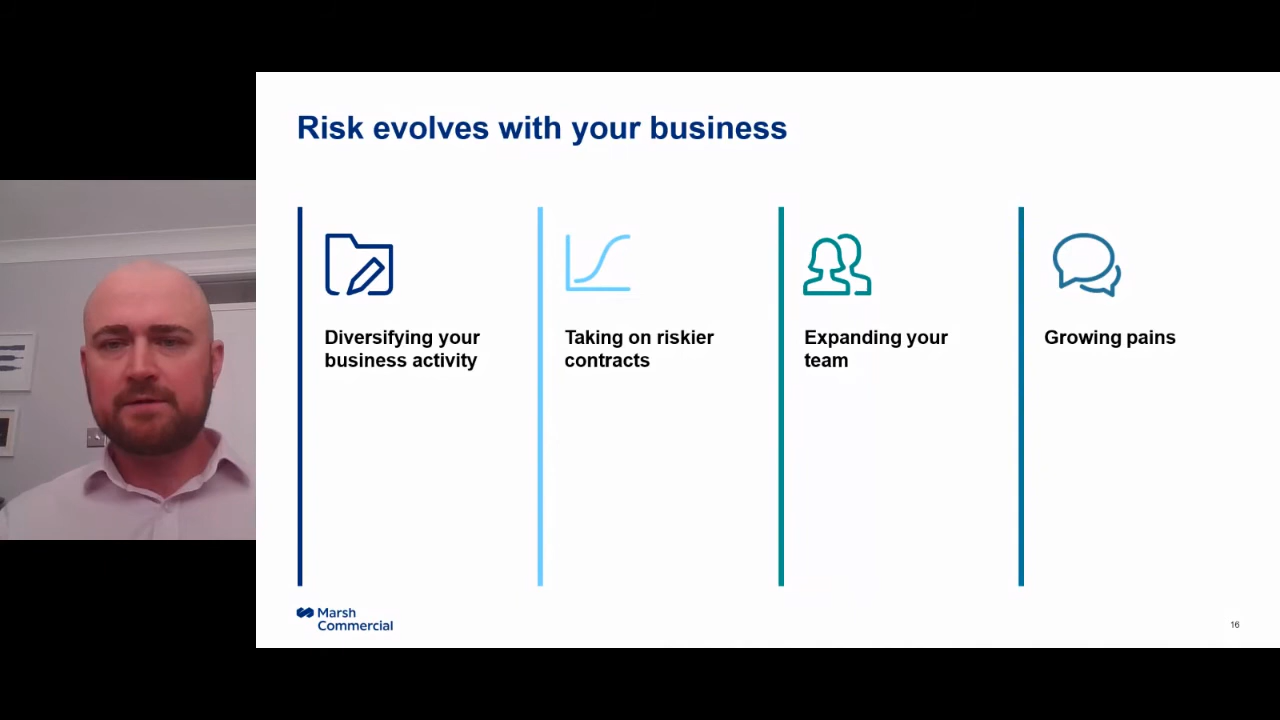 Risk evolves with your business
Diversifying your
business activity
Taking on riskier
contracts
Expanding your
team
Growing pains
Marsh
Commercial
16